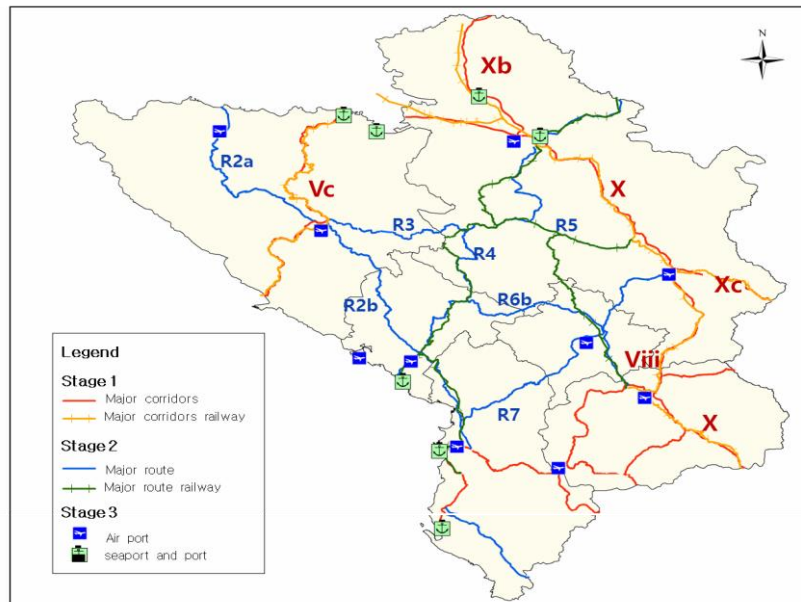 N
Xb
R2a
Vc
X
R3
R5
R4
Xc
R2b
R6b
Viii
X
R7
Legend
Stage 1
Major corridors
Major corridors railway
Stage 2
Major route
Major route railway
Stage 3
Air port
seaport and port